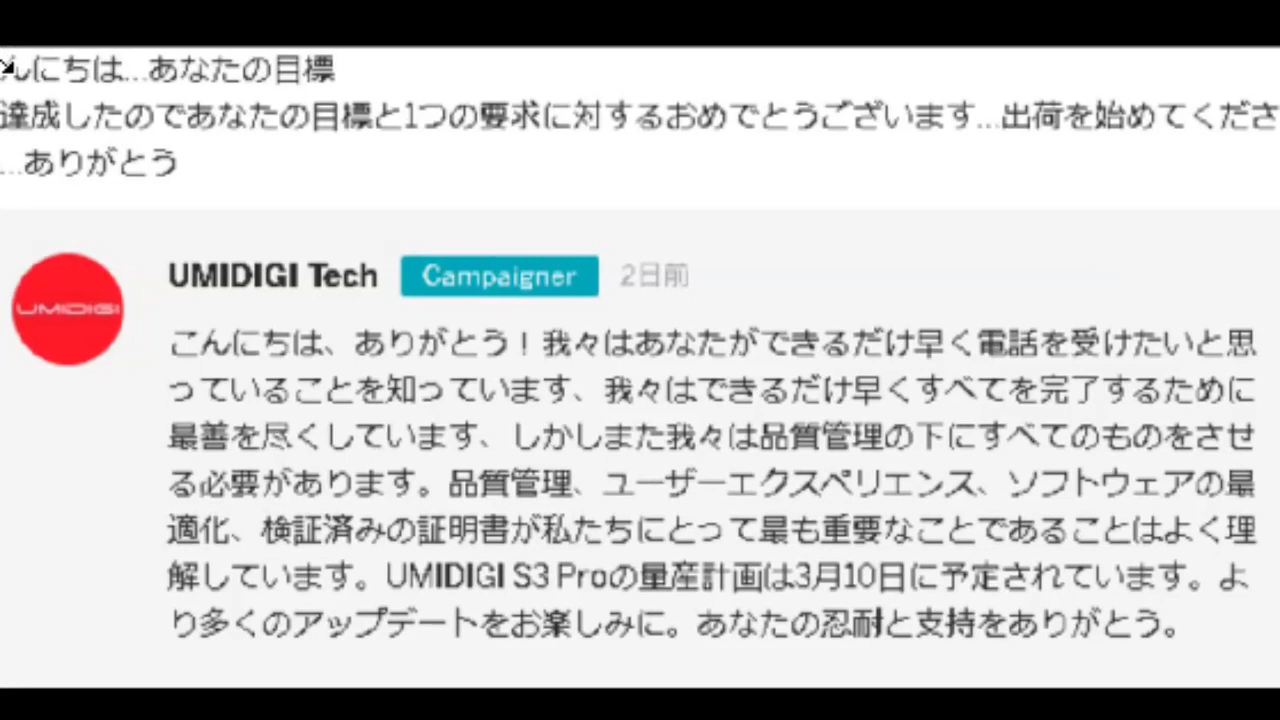 んにちは…あなたの目標
達成したのであなたの目標と1つの要求に対するおめでとうございます…出荷を始めてくださ
…ありがとう
UMIDIGI Tech Campaigner 2日前
UMIDIGI
こんにちは、ありがとう！我々はあなたができるだけ早く電話を受けたいと思
っていることを知っています、我々はできるだけ早くすべてを完了するために
最善を尽くしています、しかしまた我々は品質管理の下にすべてのものをさせ
る必要があります。品質管理、ユーザーエクスペリエンス、ソフトウェアの最
適化、検証済みの証明書が私たちにとって最も重要なことであることはよく理
解しています。UMIDIGI S3 Proの量産計画は3月10日に予定されています。よ
り多くのアップデートをお楽しみに。あなたの忍耐と支持をありがとう。